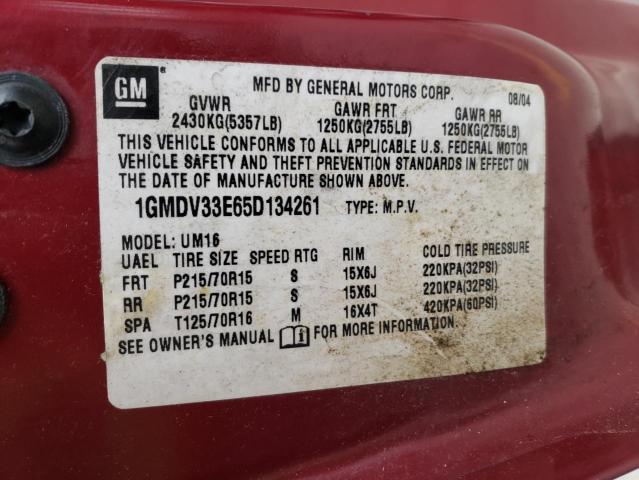 GM ®
MFD BY GENERAL MOTORS CORP. 08/04
GVWR GAWR FRT GAWR RR
2430KG(5357LB) 1250KG(2755LB) 1250KG(2755LB)
THIS VEHICLE CONFORMS TO ALL APPLICABLE U.S. FEDERAL MOTOR
VEHICLE SAFETY AND THEFT PREVENTION STANDARDS IN EFFECT ON
THE DATE OF MANUFACTURE SHOWN ABOVE.
1GMDV33E65D134261 TYPE: M.P.V.
MODEL: UM16
UAEL TIRE SIZE SPEED RTG RIM COLD TIRE PRESSURE
FRT P215/70R15 S 15X6J 220KPA(32PSI)
RR P215/70R15 S 15X6J 220KPA(32PSI)
SPA T125/70R16 M 16X4T 420KPA(60PSI)
SEE OWNER'S MANUAL FOR MORE INFORMATION.